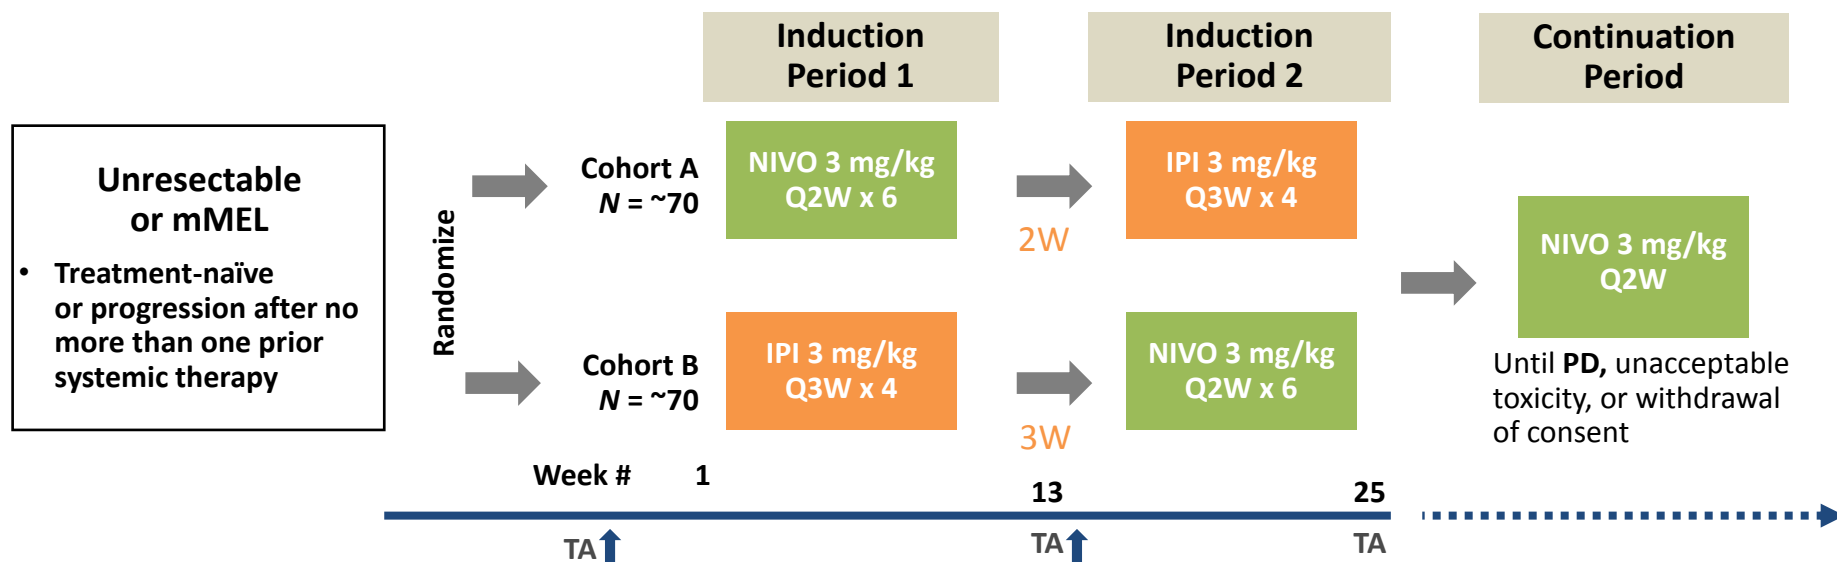 Induction
Period 1
Induction
Period 2
Continuation
Period
Unresectable
or mMEL
• Treatment-naïve
or progression after no
more than one prior
systemic therapy
Randomize
Cohort A
N = ~70
NIVO 3 mg/kg
Q2W x 6
2W
IPI 3 mg/kg
Q3W x 4
Cohort B
N = ~70
IPI 3 mg/kg
Q3W x 4
3W
NIVO 3 mg/kg
Q2W x 6
NIVO 3 mg/kg
Q2W
Until PD, unacceptable
toxicity, or withdrawal
of consent
Week # 1 13 25
TA TA TA